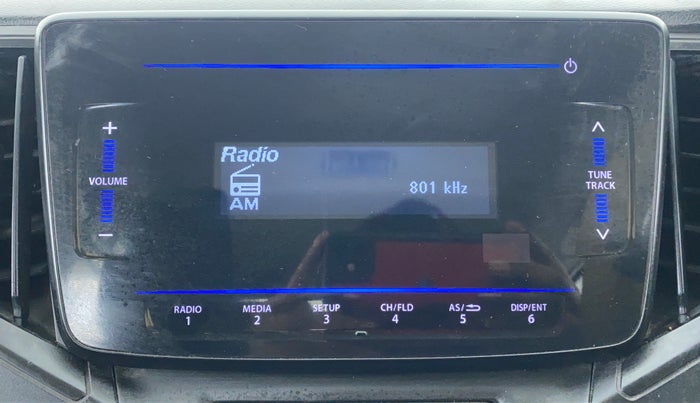 +
VOLUME
−
Radio
AM
801 kHz
TUNE
TRACK
RADIO
1
MEDIA
2
SETUP
3
CH/FLD
4
AS/
5
DISP/ENT
6